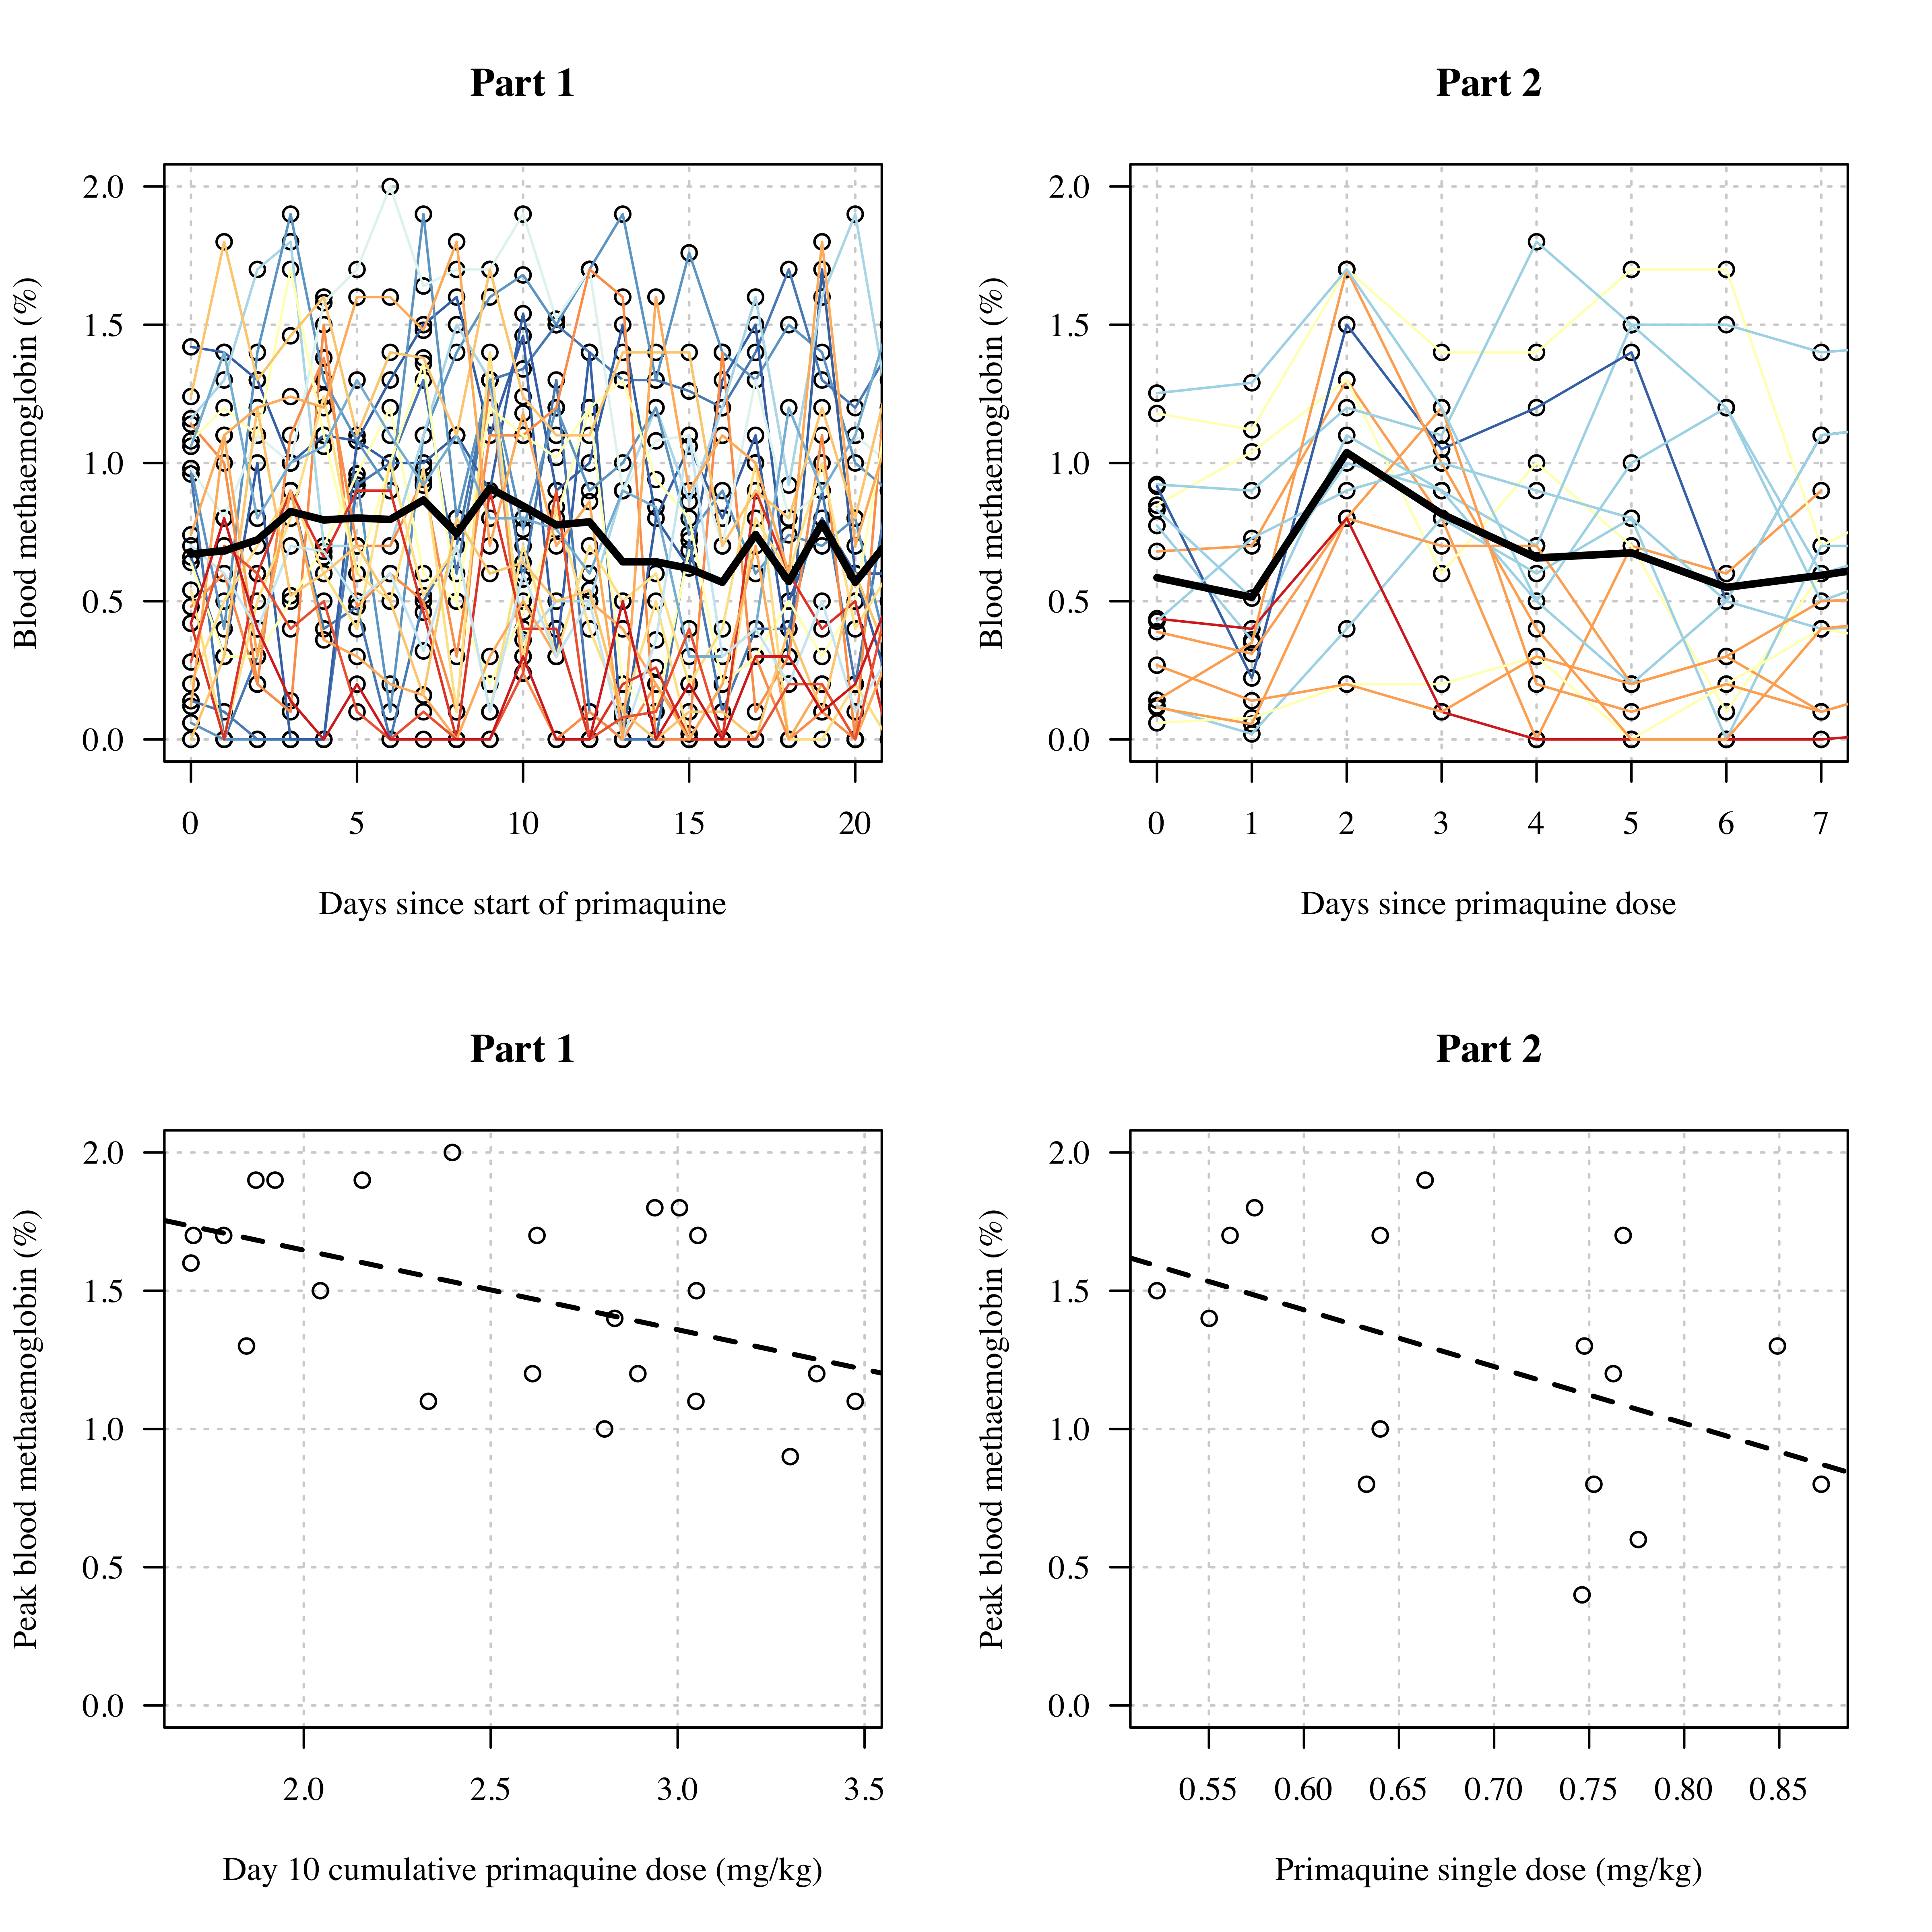 Part 1
Blood methaemoglobin (%)
2.0
1.5
1.0
0.5
0.0
0 5 10 15 20
Days since start of primaquine
Part 2
Blood methaemoglobin (%)
2.0
1.5
1.0
0.5
0.0
0 1 2 3 4 5 6 7
Days since primaquine dose
Part 1
Peak blood methaemoglobin (%)
2.0
1.5
1.0
0.5
0.0
2.0 2.5 3.0 3.5
Day 10 cumulative primaquine dose (mg/kg)
Part 2
Peak blood methaemoglobin (%)
2.0
1.5
1.0
0.5
0.0
0.55 0.60 0.65 0.70 0.75 0.80 0.85
Primaquine single dose (mg/kg)